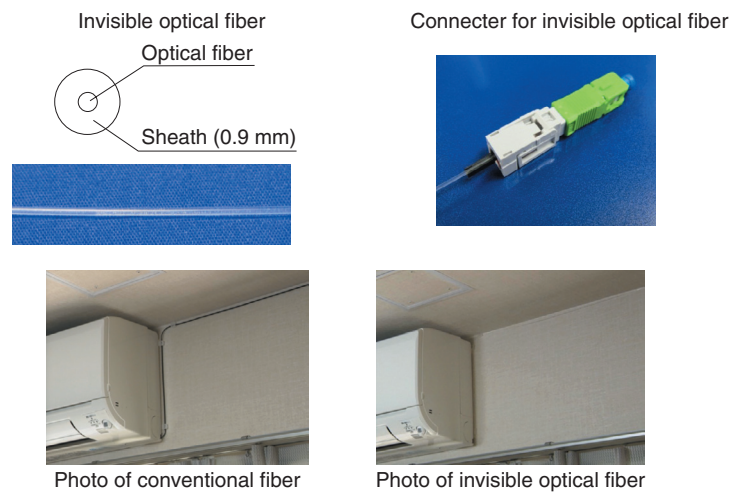 Invisible optical fiber
Optical fiber
Sheath (0.9 mm)
Connecter for invisible optical fiber
Photo of conventional fiber
Photo of invisible optical fiber